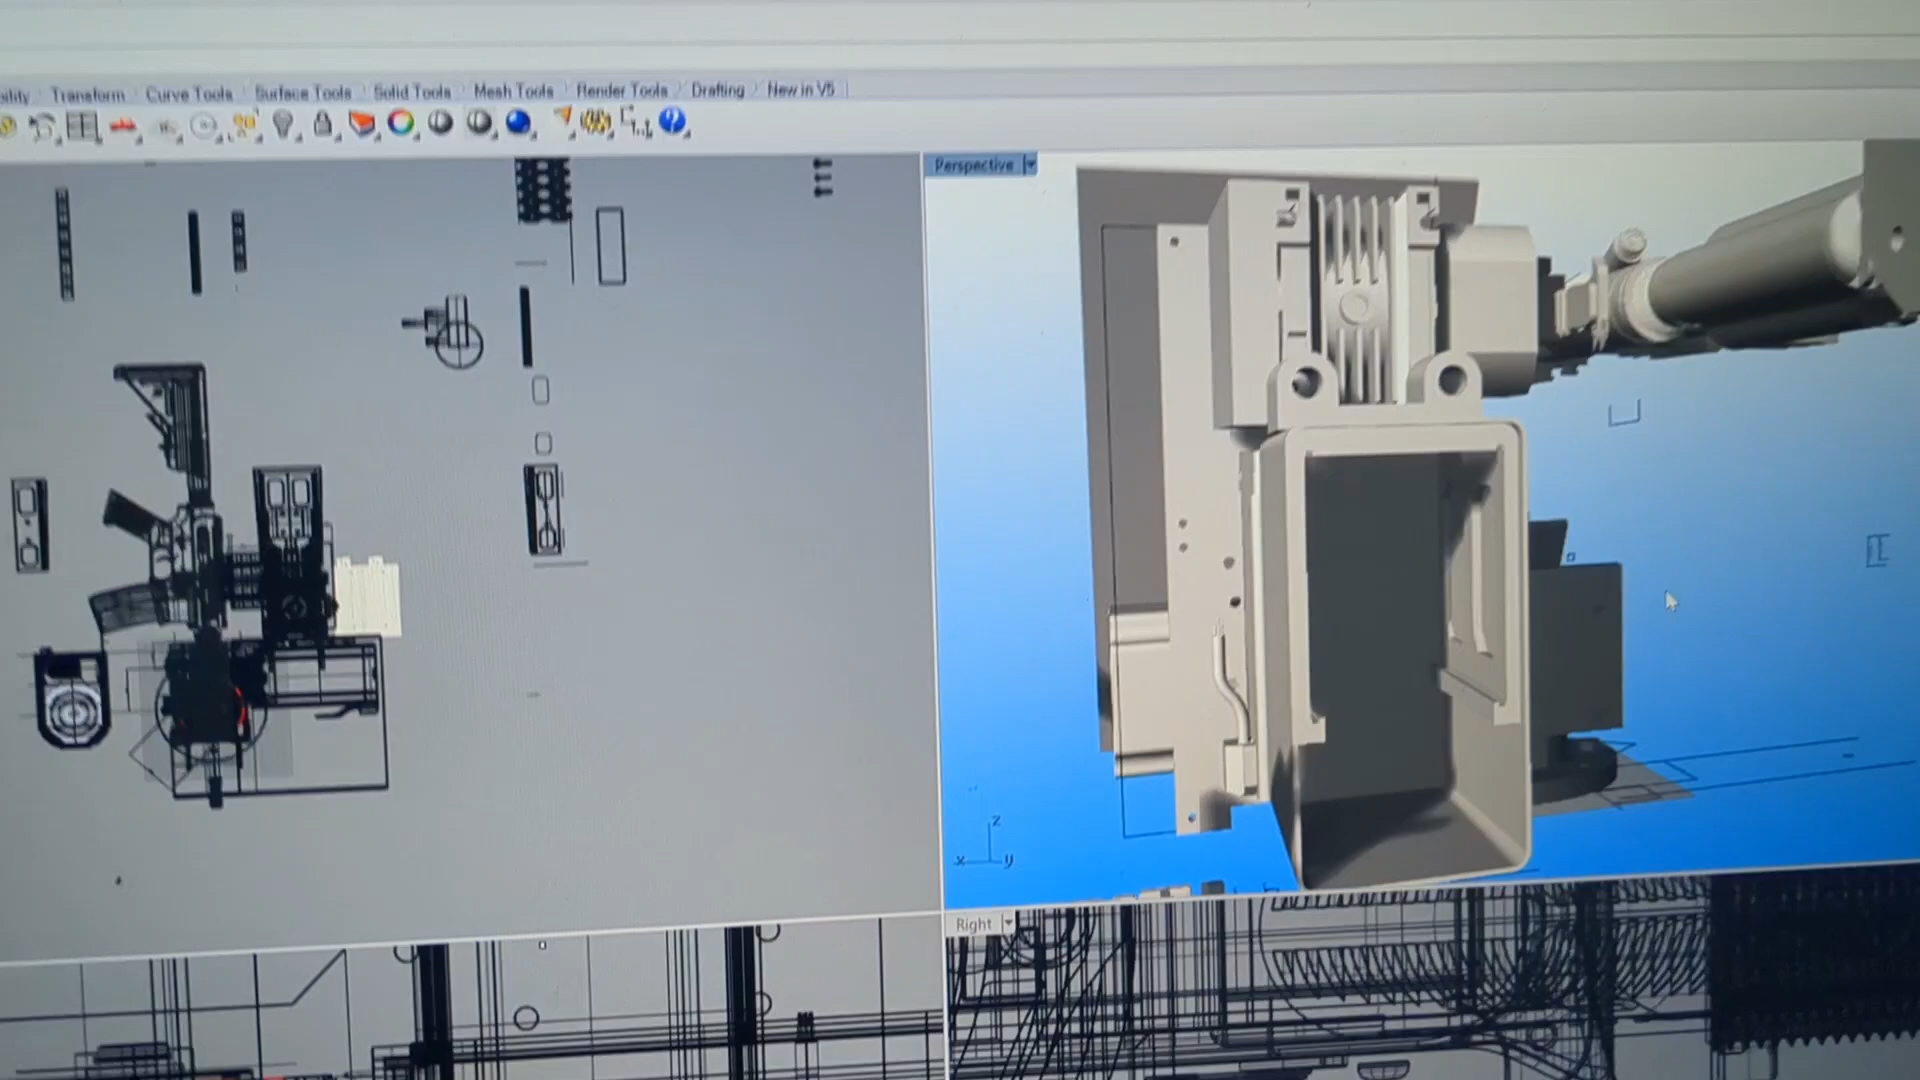 Transform Curve Tools Surface Tools Solid Tools Mesh Tools Render Tools Drafting New in V5
Perspective
z
x
y
Right